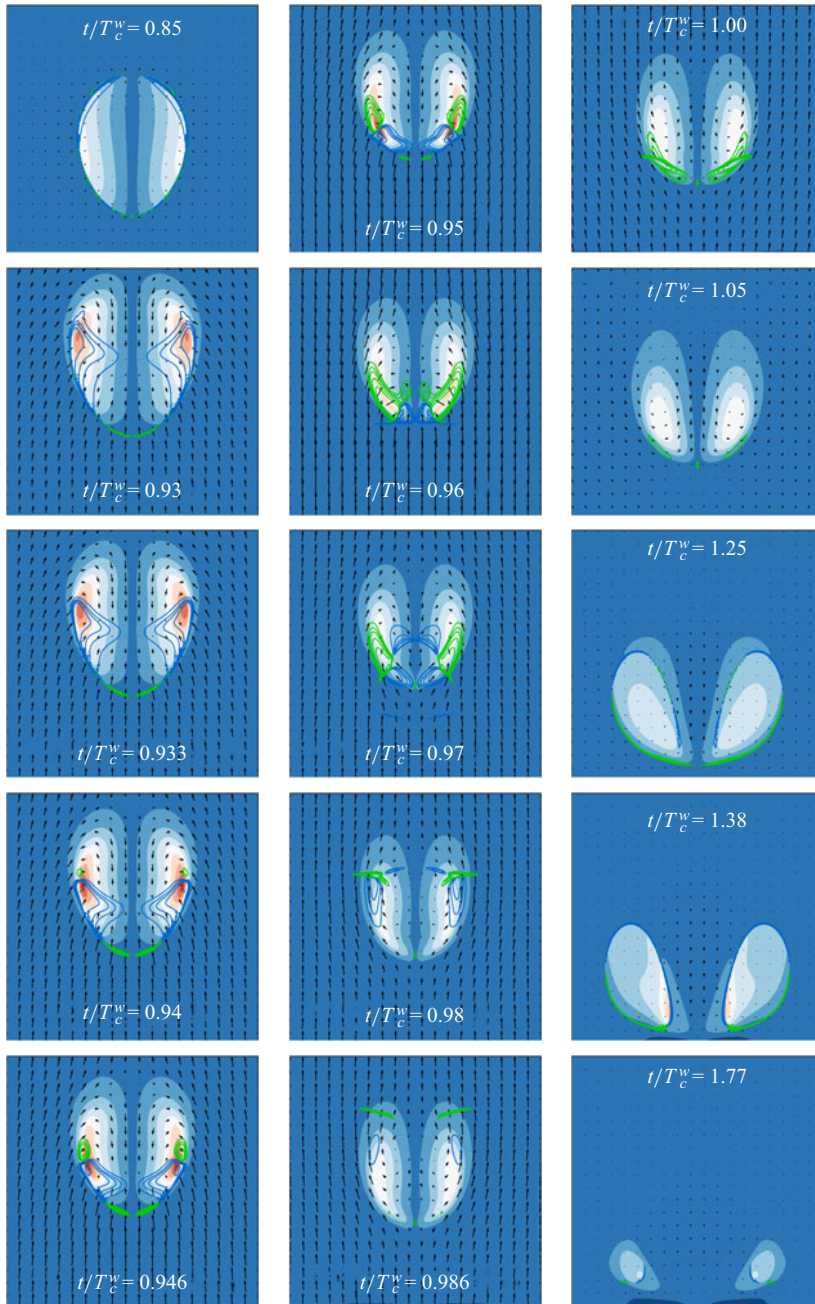 t/T_c^w = 0.85
t/T_c^w = 0.93
t/T_c^w = 0.933
t/T_c^w = 0.94
t/T_c^w = 0.946
t/T_c^w = 0.95
t/T_c^w = 0.96
t/T_c^w = 0.97
t/T_c^w = 0.98
t/T_c^w = 0.986
t/T_c^w = 1.00
t/T_c^w = 1.05
t/T_c^w = 1.25
t/T_c^w = 1.38
t/T_c^w = 1.77